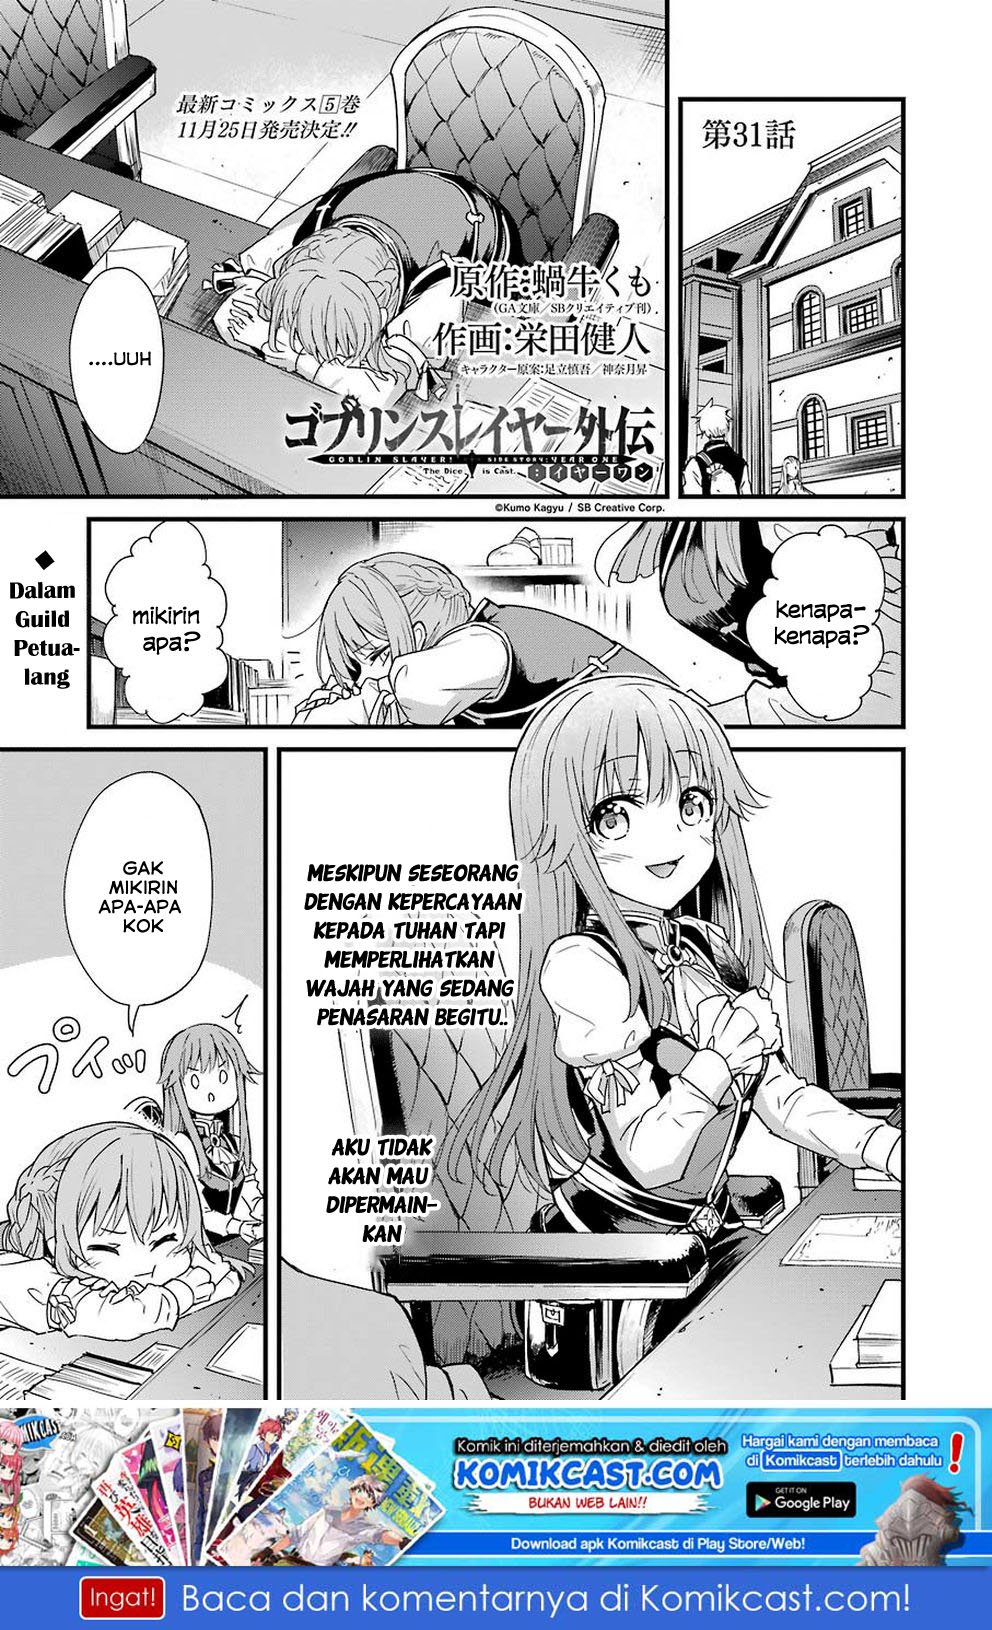 第31話
最新コミックス5巻
11月25日発売決定!!
原作:蝸牛くも
(GA文庫/SBクリエイティブ刊)
作画:栄田健人
キャラクター原案:足立慎吾/神奈月昇
ゴブリンスレイヤー外伝
GOBLIN SLAYER! SIDE STORY: YEAR ONE
The Dice is Cast.
:イヤーワン
....UUH
©Kumo Kagyu / SB Creative Corp.
◆
Dalam
Guild
Petua-
lang
kenapa-
kenapa?
mikirin
apa?
MESKIPUN SESEORANG
DENGAN KEPERCAYAAN
KEPADA TUHAN TAPI
MEMPERLIHATKAN
WAJAH YANG SEDANG
PENASARAN BEGITU..
AKU TIDAK
AKAN MAU
DIPERMAIN-
KAN
GAK
MIKIRIN
APA-APA
KOK
プイッ
Komik ini diterjemahkan & diedit oleh
KOMIKCAST.COM
BUKAN WEB LAIN!!
Hargai kami dengan membaca
di Komikcast terlebih dahulu !
GET IT ON
Google Play
Download apk Komikcast di Play Store/Web!
Ingat! Baca dan komentarnya di Komikcast.com!